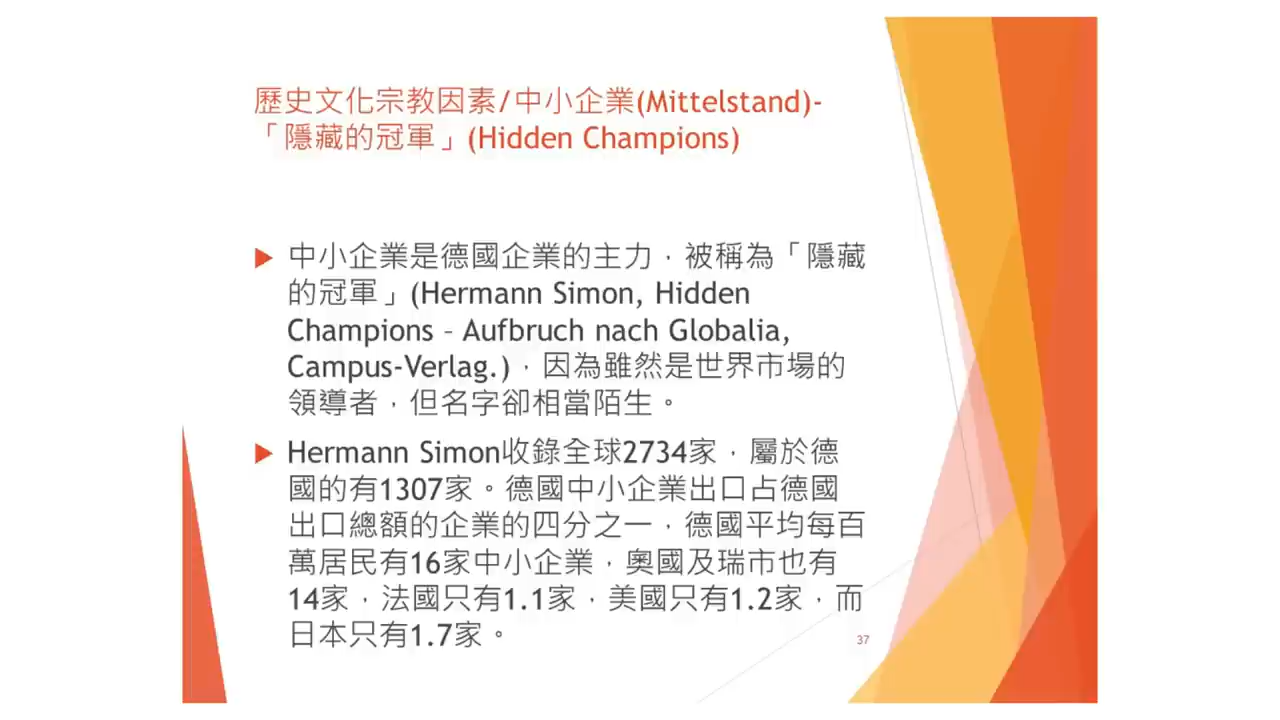 歷史文化宗教因素/中小企業(Mittelstand)-
「隱藏的冠軍」(Hidden Champions)
中小企業是德國企業的主力，被稱為「隱藏
的冠軍」(Hermann Simon, Hidden
Champions – Aufbruch nach Globalia,
Campus-Verlag.)，因為雖然是世界市場的
領導者，但名字卻相當陌生。
Hermann Simon收錄全球2734家，屬於德
國的有1307家。德國中小企業出口占德國
出口總額的企業的四分之一，德國平均每百
萬居民有16家中小企業，奧國及瑞市也有
14家，法國只有1.1家，美國只有1.2家，而
日本只有1.7家。
37